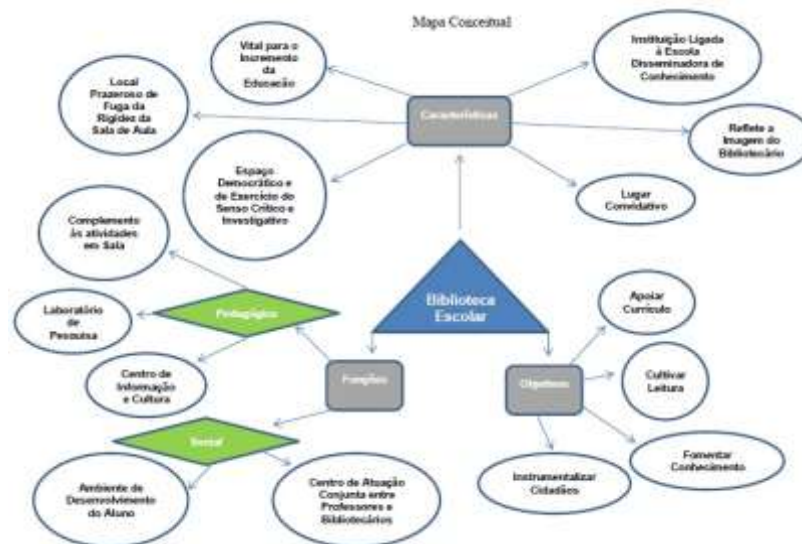 Mapa Conceitual
Vital para o
Incremento
da
Educação
Instituição Ligada
à Escola
Disseminadora de
Conhecimento
Local
Prazeroso de
Fuga da
Rigidez da
Sala de Aula
Características
Reflete a
Imagem do
Bibliotecário
Espaço
Democrático e
de Exercício do
Senso Crítico e
Investigativo
Lugar
Convidativo
Complemento
às atividades
em Sala
Biblioteca
Escolar
Apoiar
Currículo
Pedagógica
Laboratório
de
Pesquisa
Centro de
Informação
e Cultura
Funções
Objetivos
Cultivar
Leitura
Social
Fomentar
Conhecimento
Ambiente de
Desenvolvimento
do Aluno
Centro de Atuação
Conjunta entre
Professores e
Bibliotecários
Instrumentalizar
Cidadãos